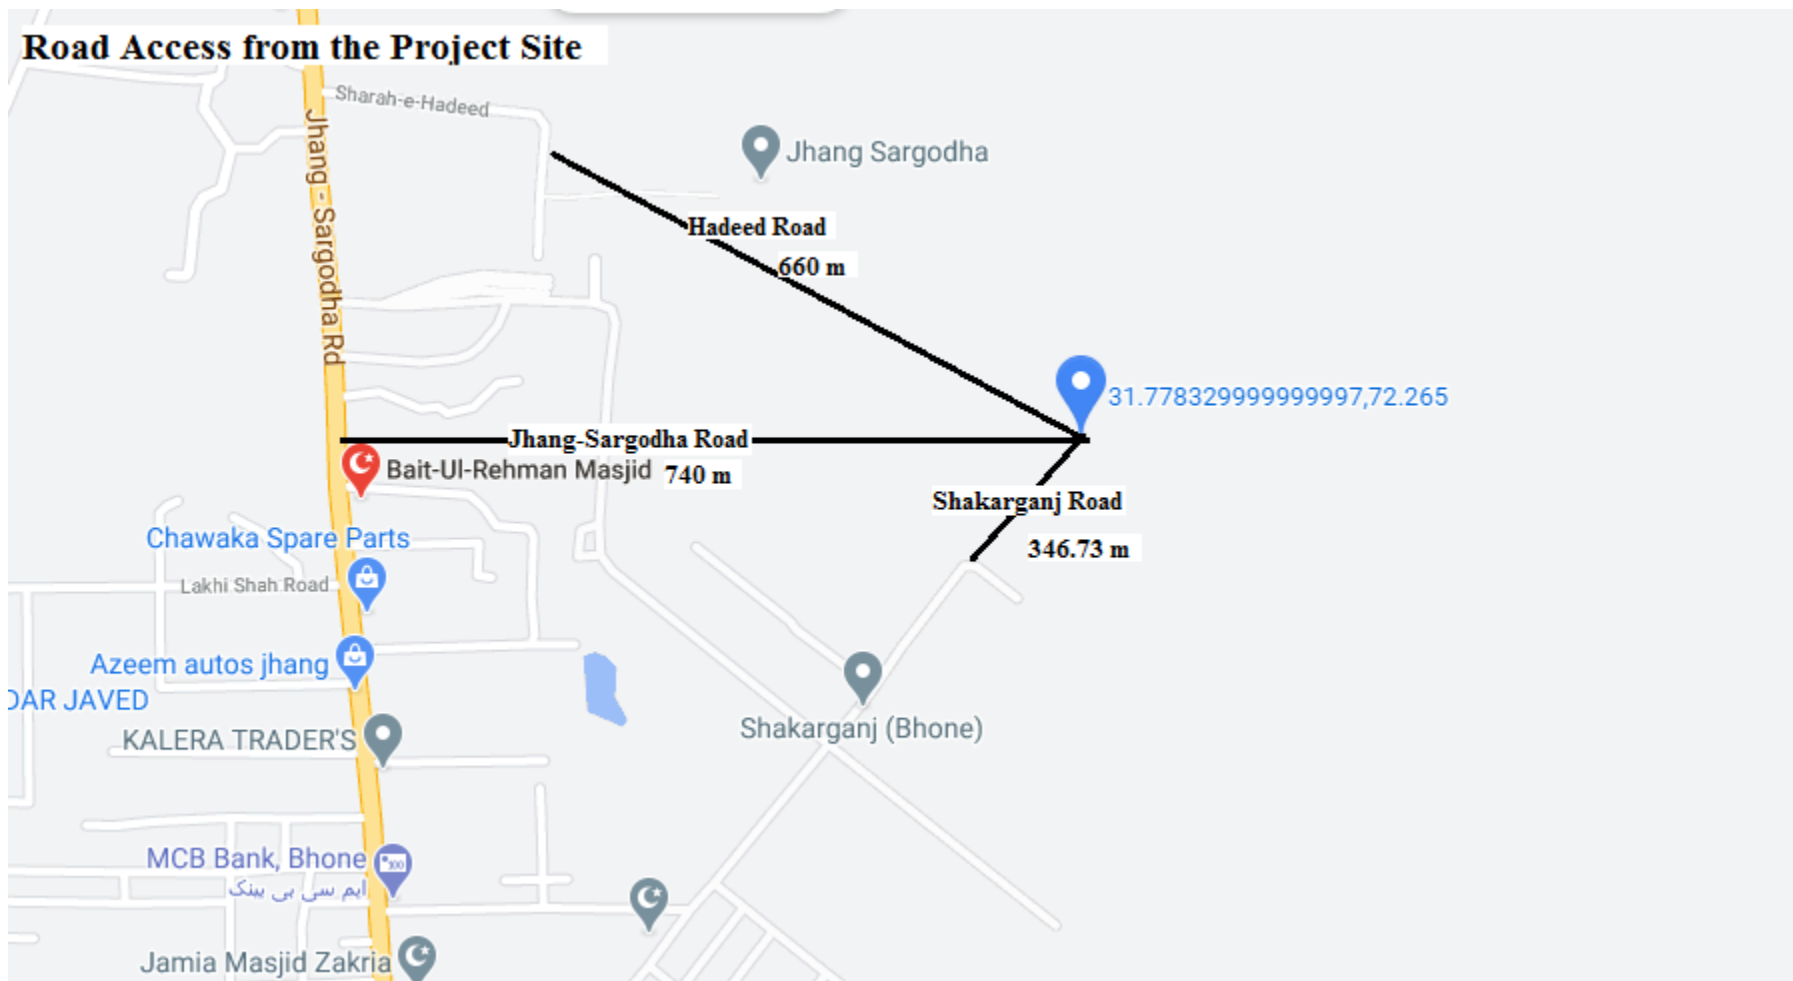 Road Access from the Project Site
Sharah-e-Hadeed
Jhang - Sargodha Rd
Jhang Sargodha
Hadeed Road
660 m
31.778329999999997,72.265
Jhang-Sargodha Road
Bait-Ul-Rehman Masjid
740 m
Shakarganj Road
346.73 m
Chawaka Spare Parts
Lakhi Shah Road
Azeem autos jhang
DAR JAVED
KALERA TRADER'S
Shakarganj (Bhone)
MCB Bank, Bhone
ایم سی بی بینک
Jamia Masjid Zakria